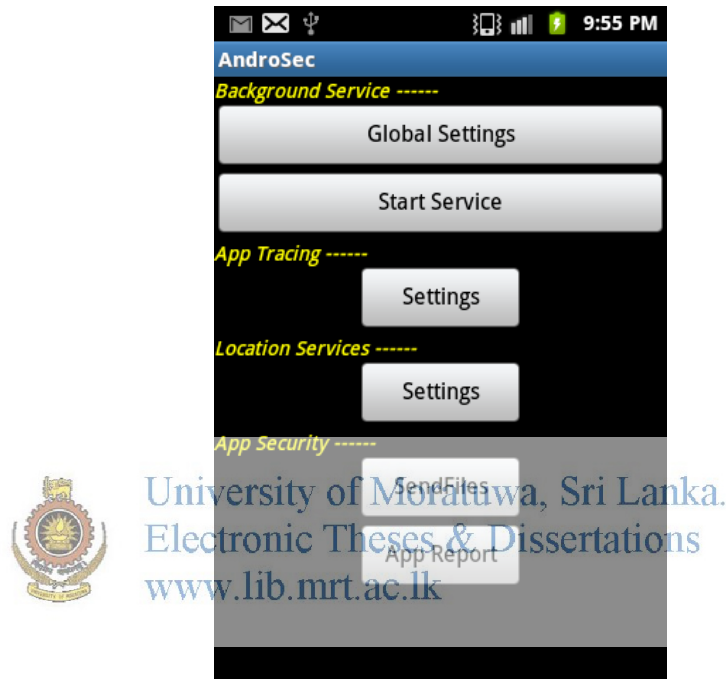 9:55 PM
AndroSec
Background Service ------
Global Settings
Start Service
App Tracing ------
Settings
Location Services ------
Settings
App Security ------
SendFiles
App Report
University of Moratuwa, Sri Lanka.
Electronic Theses & Dissertations
www.lib.mrt.ac.lk